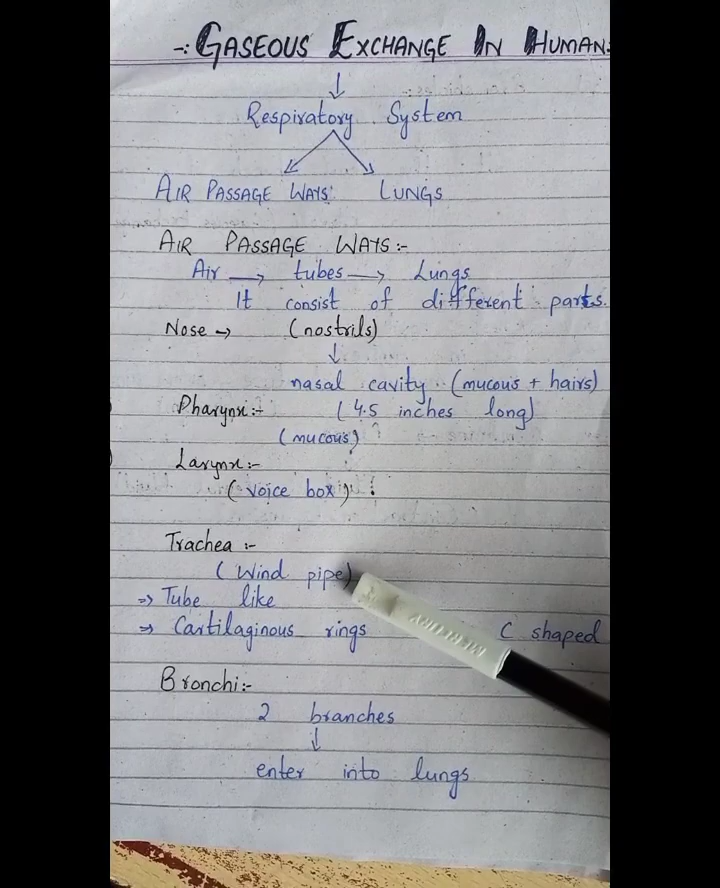 -: GASEOUS EXCHANGE IN HUMAN:
↓
Respiratory System
AIR PASSAGE WAYS LUNGS
AIR PASSAGE WAYS:-
Air → tubes → Lungs
It consist of different parts.
Nose → (nostrils)
↓
nasal cavity (mucous + hairs)
Pharynx:- (4.5 inches long)
(mucous)
Larynx:-
(voice box)
Trachea :-
(Wind pipe)
⇒ Tube like
⇒ Cartilaginous rings C shaped
Bronchi:-
2 branches
↓
enter into lungs